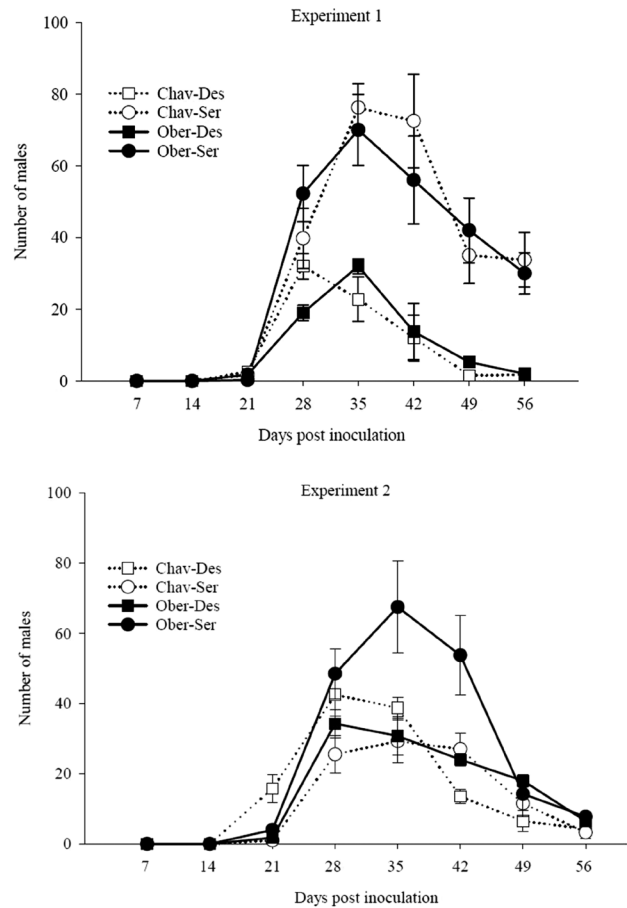 Experiment 1
100
80
60
40
20
0
Number of males
Chav-Des
Chav-Ser
Ober-Des
Ober-Ser
7 14 21 28 35 42 49 56
Days post inoculation
Experiment 2
100
80
60
40
20
0
Number of males
Chav-Des
Chav-Ser
Ober-Des
Ober-Ser
7 14 21 28 35 42 49 56
Days post inoculation